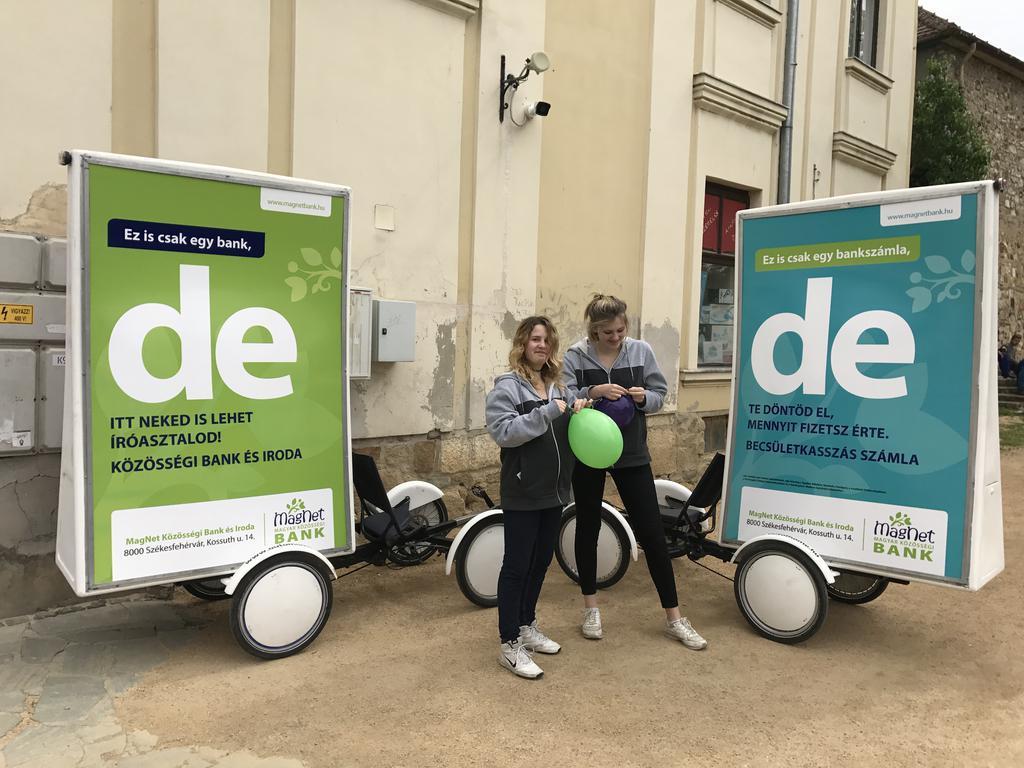 www.magnetbank.hu
Ez is csak egy bank,
de
ITT NEKED IS LEHET
ÍRÓASZTALOD!
KÖZÖSSÉGI BANK ÉS IRODA
MagNet Közösségi Bank és Iroda
8000 Székesfehérvár, Kossuth u. 14.
MagNet
MAGYAR KÖZÖSSÉGI
BANK
VIGYÁZZ!
400 V!
www.magnetbank.hu
Ez is csak egy bankszámla,
de
TE DÖNTÖD EL,
MENNYIT FIZETSZ ÉRTE.
BECSÜLETKASSZÁS SZÁMLA
MagNet Közösségi Bank és Iroda
8000 Székesfehérvár, Kossuth u. 14.
MagNet
MAGYAR KÖZÖSSÉGI
BANK